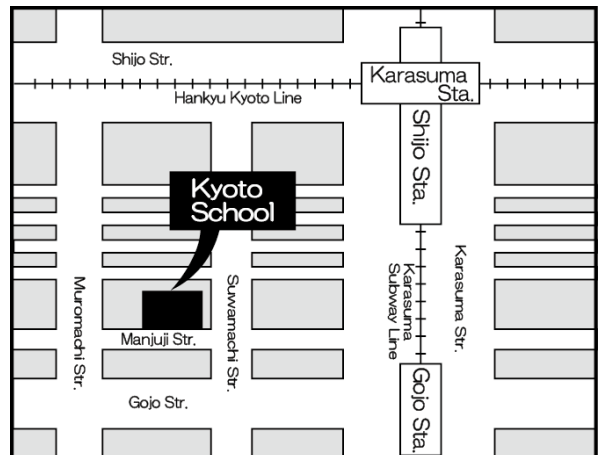 Shijo Str.
Karasuma
Sta.
Hankyu Kyoto Line
Shijo Sta.
Kyoto
School
Muromachi Str.
Suwamachi Str.
Karasuma
Subway Line
Karasuma Str.
Manjuji Str.
Gojo Str.
Gojo Sta.